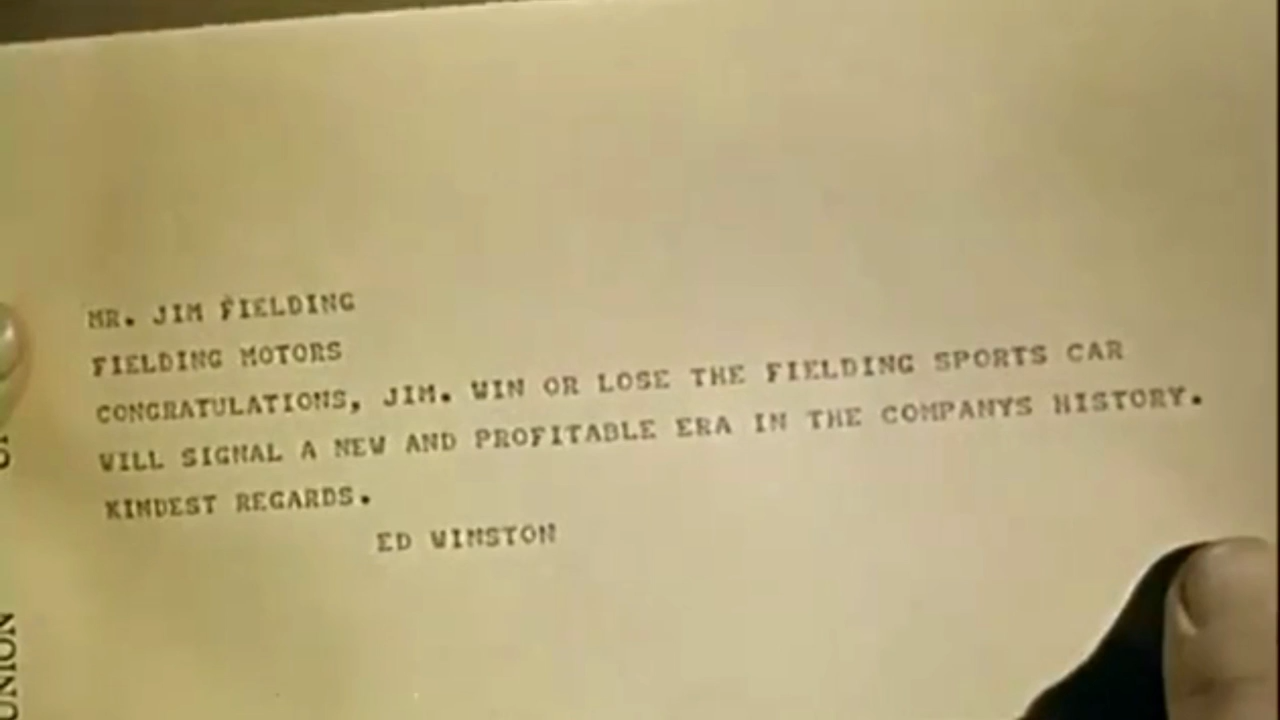 MR. JIM FIELDING
FIELDING MOTORS
CONGRATULATIONS, JIM. WIN OR LOSE THE FIELDING SPORTS CAR
WILL SIGNAL A NEW AND PROFITABLE ERA IN THE COMPANYS HISTORY.
KINDEST REGARDS.
ED WINSTON
UNION